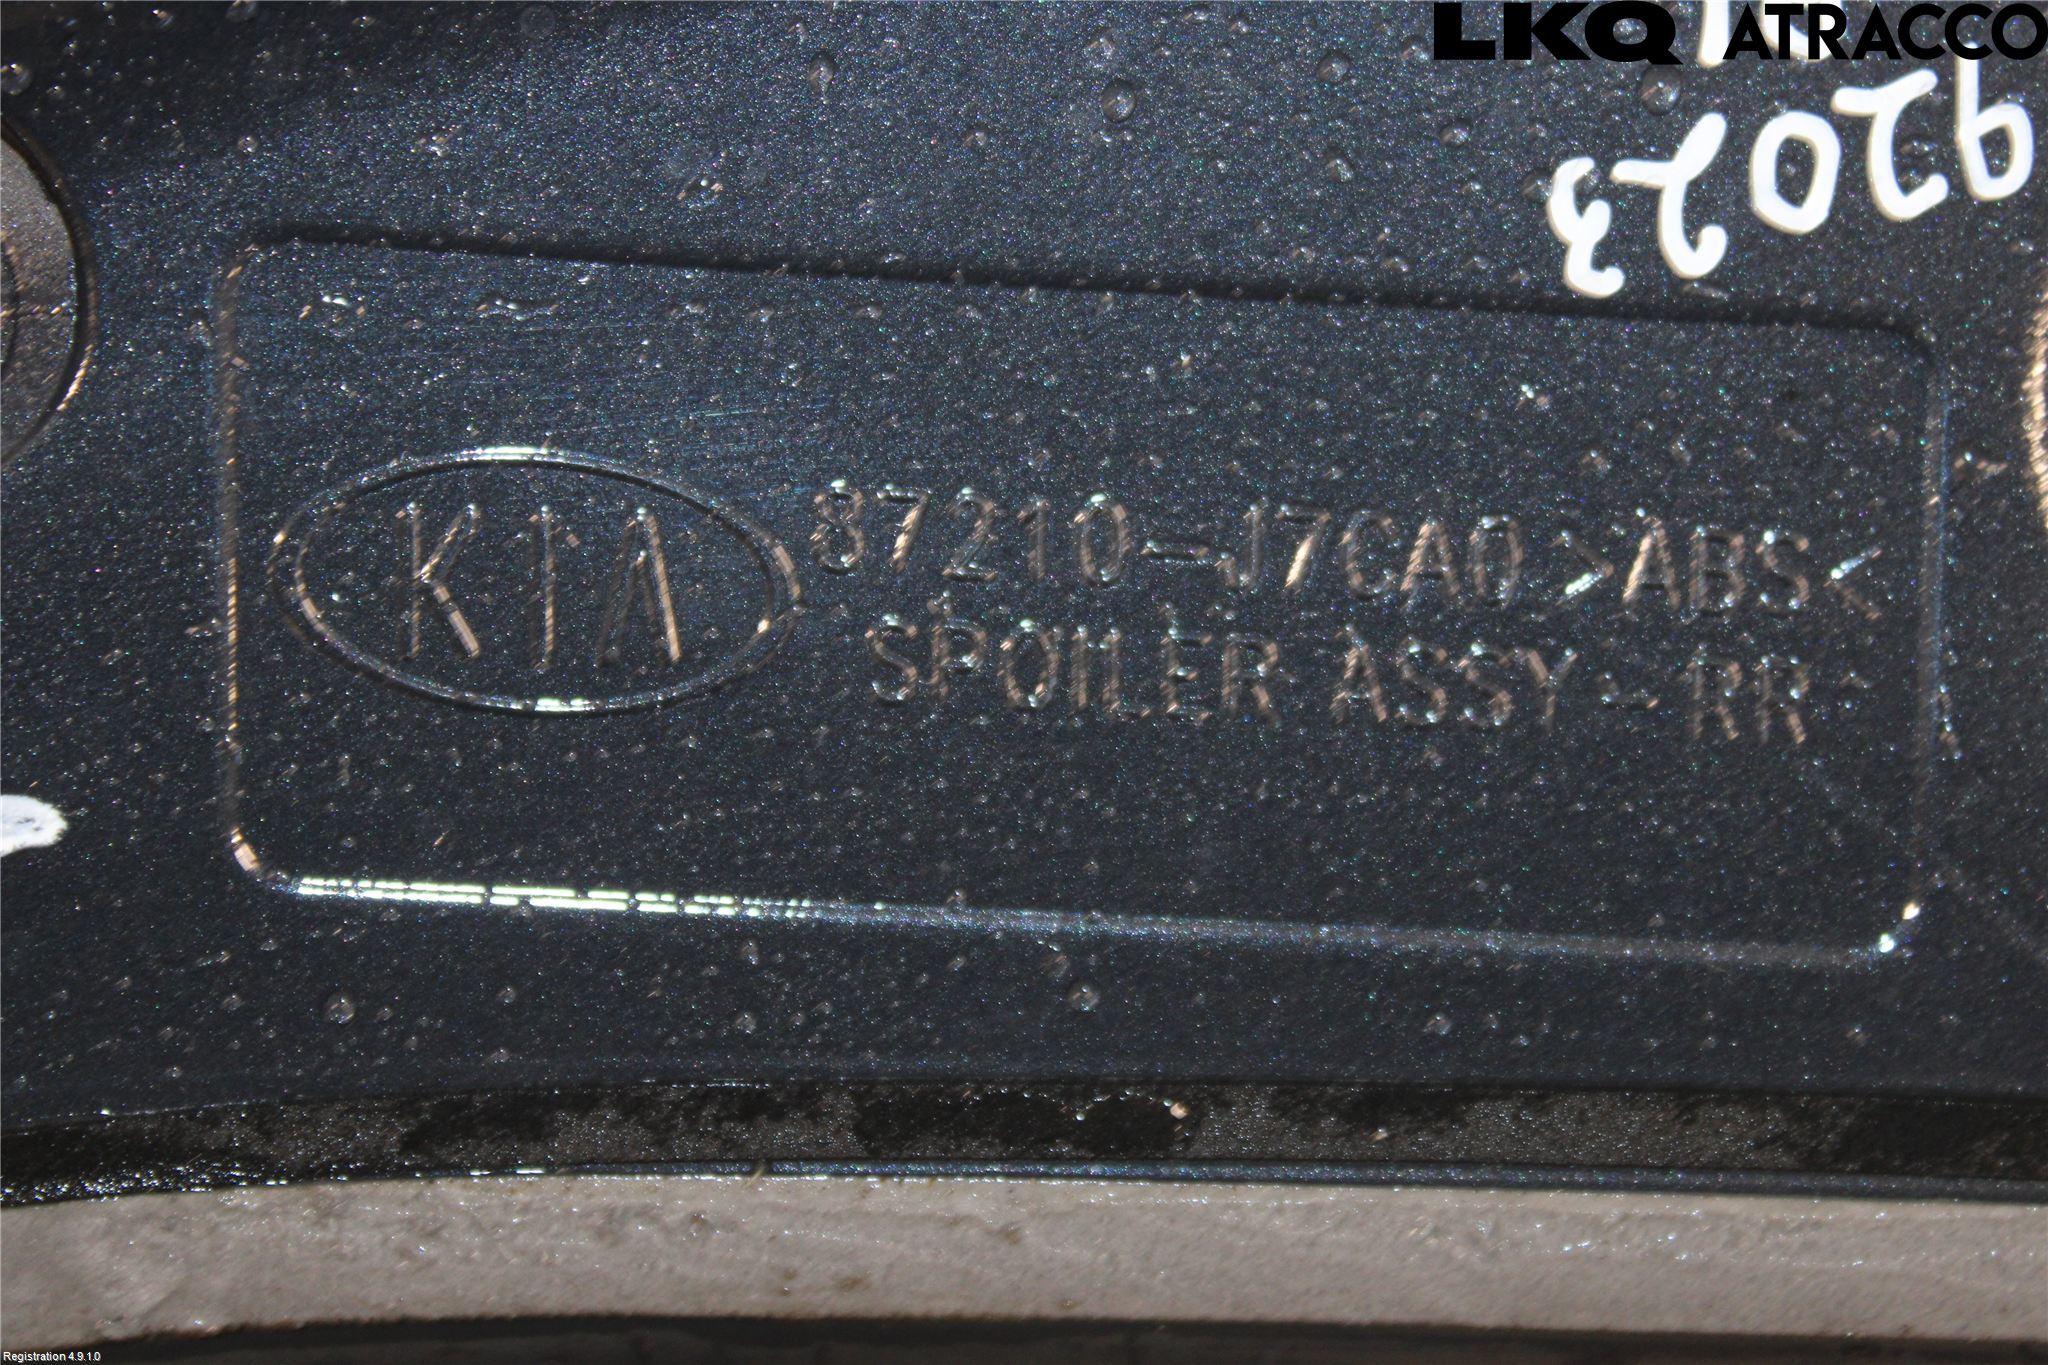 LKQ ATRACCO
92023
KIA
87210-J7CA0 >ABS<
SPOILER ASSY-RR
Registration 4.9.1.0